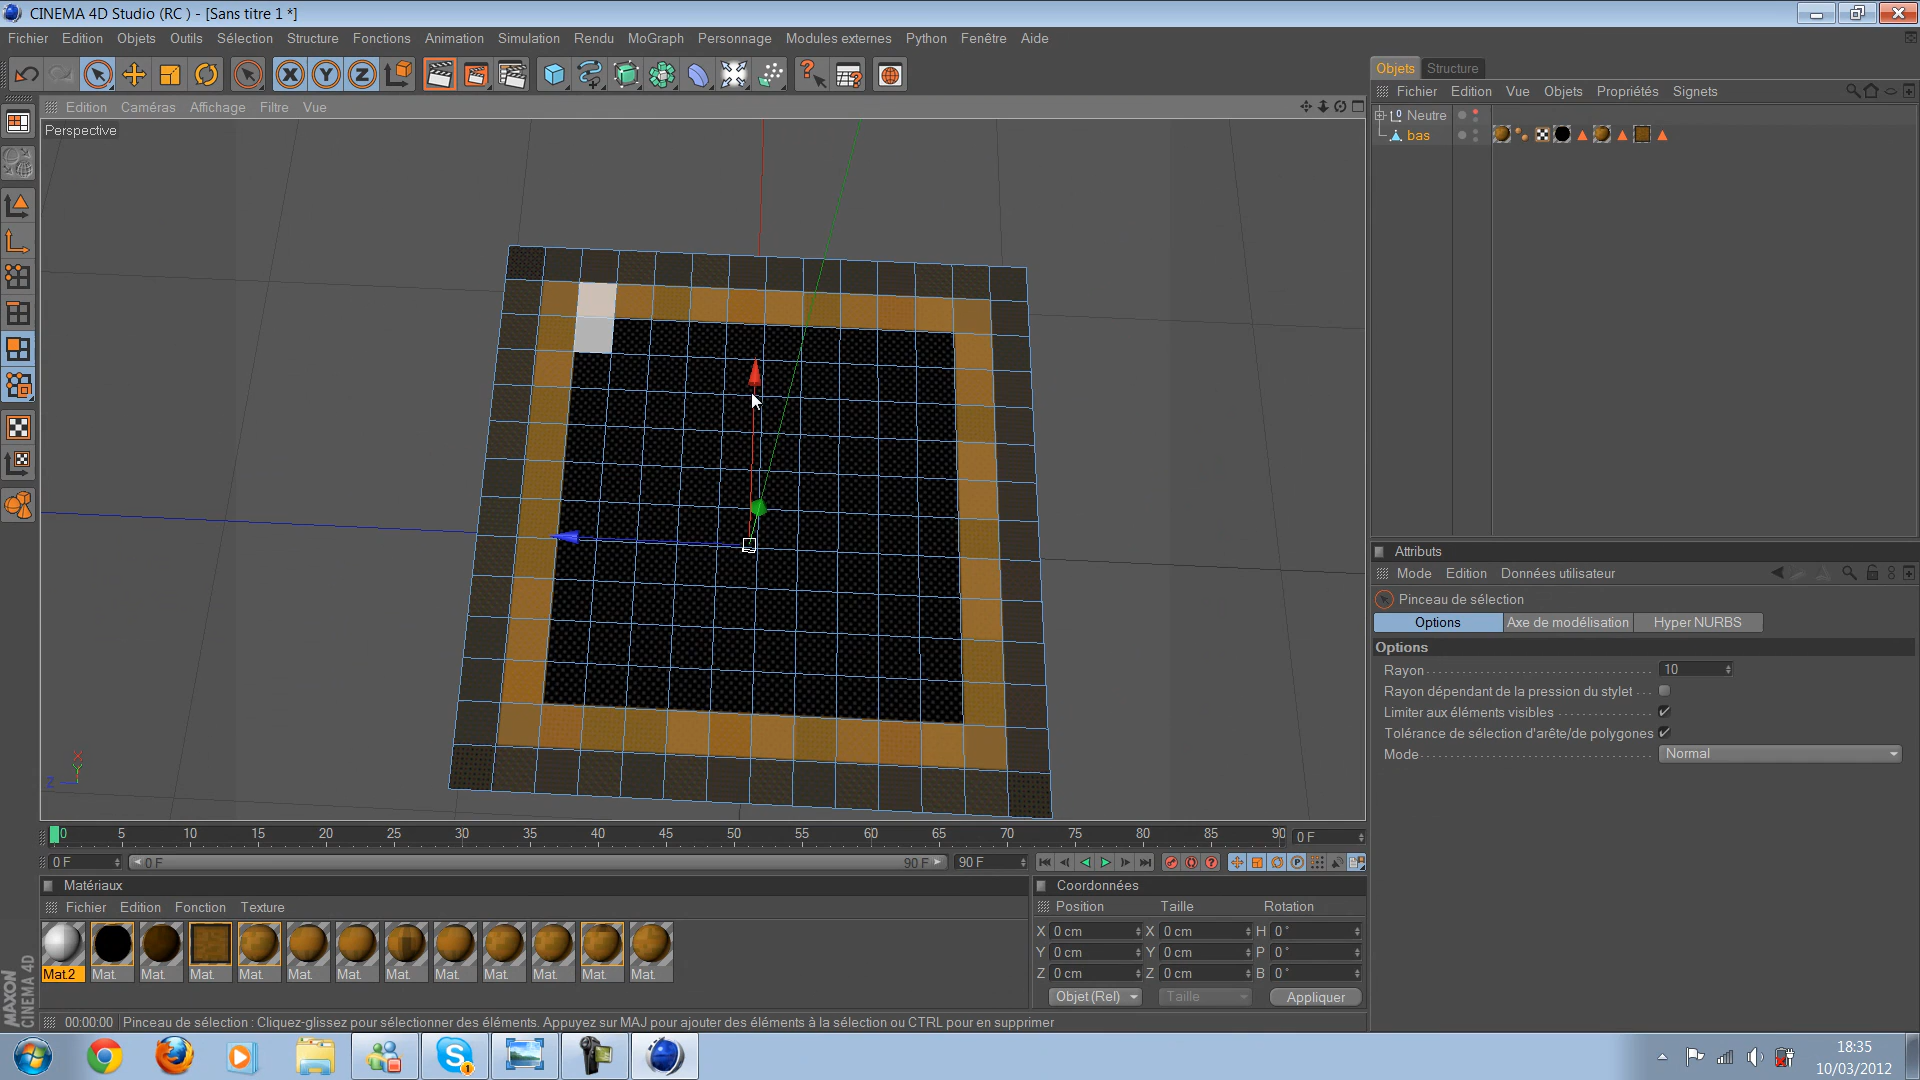 CINEMA 4D Studio (RC ) - [Sans titre 1 *]
Fichier Edition Objets Outils Sélection Structure Fonctions Animation Simulation Rendu MoGraph Personnage Modules externes Python Fenêtre Aide
Edition Caméras Affichage Filtre Vue
Perspective
X
Y
Z
Objets Structure
Fichier Edition Vue Objets Propriétés Signets
Neutre
bas
Attributs
Mode Edition Données utilisateur
Pinceau de sélection
Options Axe de modélisation Hyper NURBS
Options
Rayon 10
Rayon dépendant de la pression du stylet
Limiter aux éléments visibles
Tolérance de sélection d'arête/de polygones
Mode Normal
0 5 10 15 20 25 30 35 40 45 50 55 60 65 70 75 80 85 90 0 F
0 F 0 F 90 F 90 F
Matériaux
Fichier Edition Fonction Texture
Mat.2 Mat. Mat. Mat. Mat. Mat. Mat. Mat. Mat. Mat. Mat. Mat. Mat.
Coordonnées
Position Taille Rotation
X 0 cm X 0 cm H 0 °
Y 0 cm Y 0 cm P 0 °
Z 0 cm Z 0 cm B 0 °
Objet (Rel) Taille Appliquer
MAXON
CINEMA 4D
00:00:00 Pinceau de sélection : Cliquez-glissez pour sélectionner des éléments. Appuyez sur MAJ pour ajouter des éléments à la sélection ou CTRL pour en supprimer
1
18:35
10/03/2012